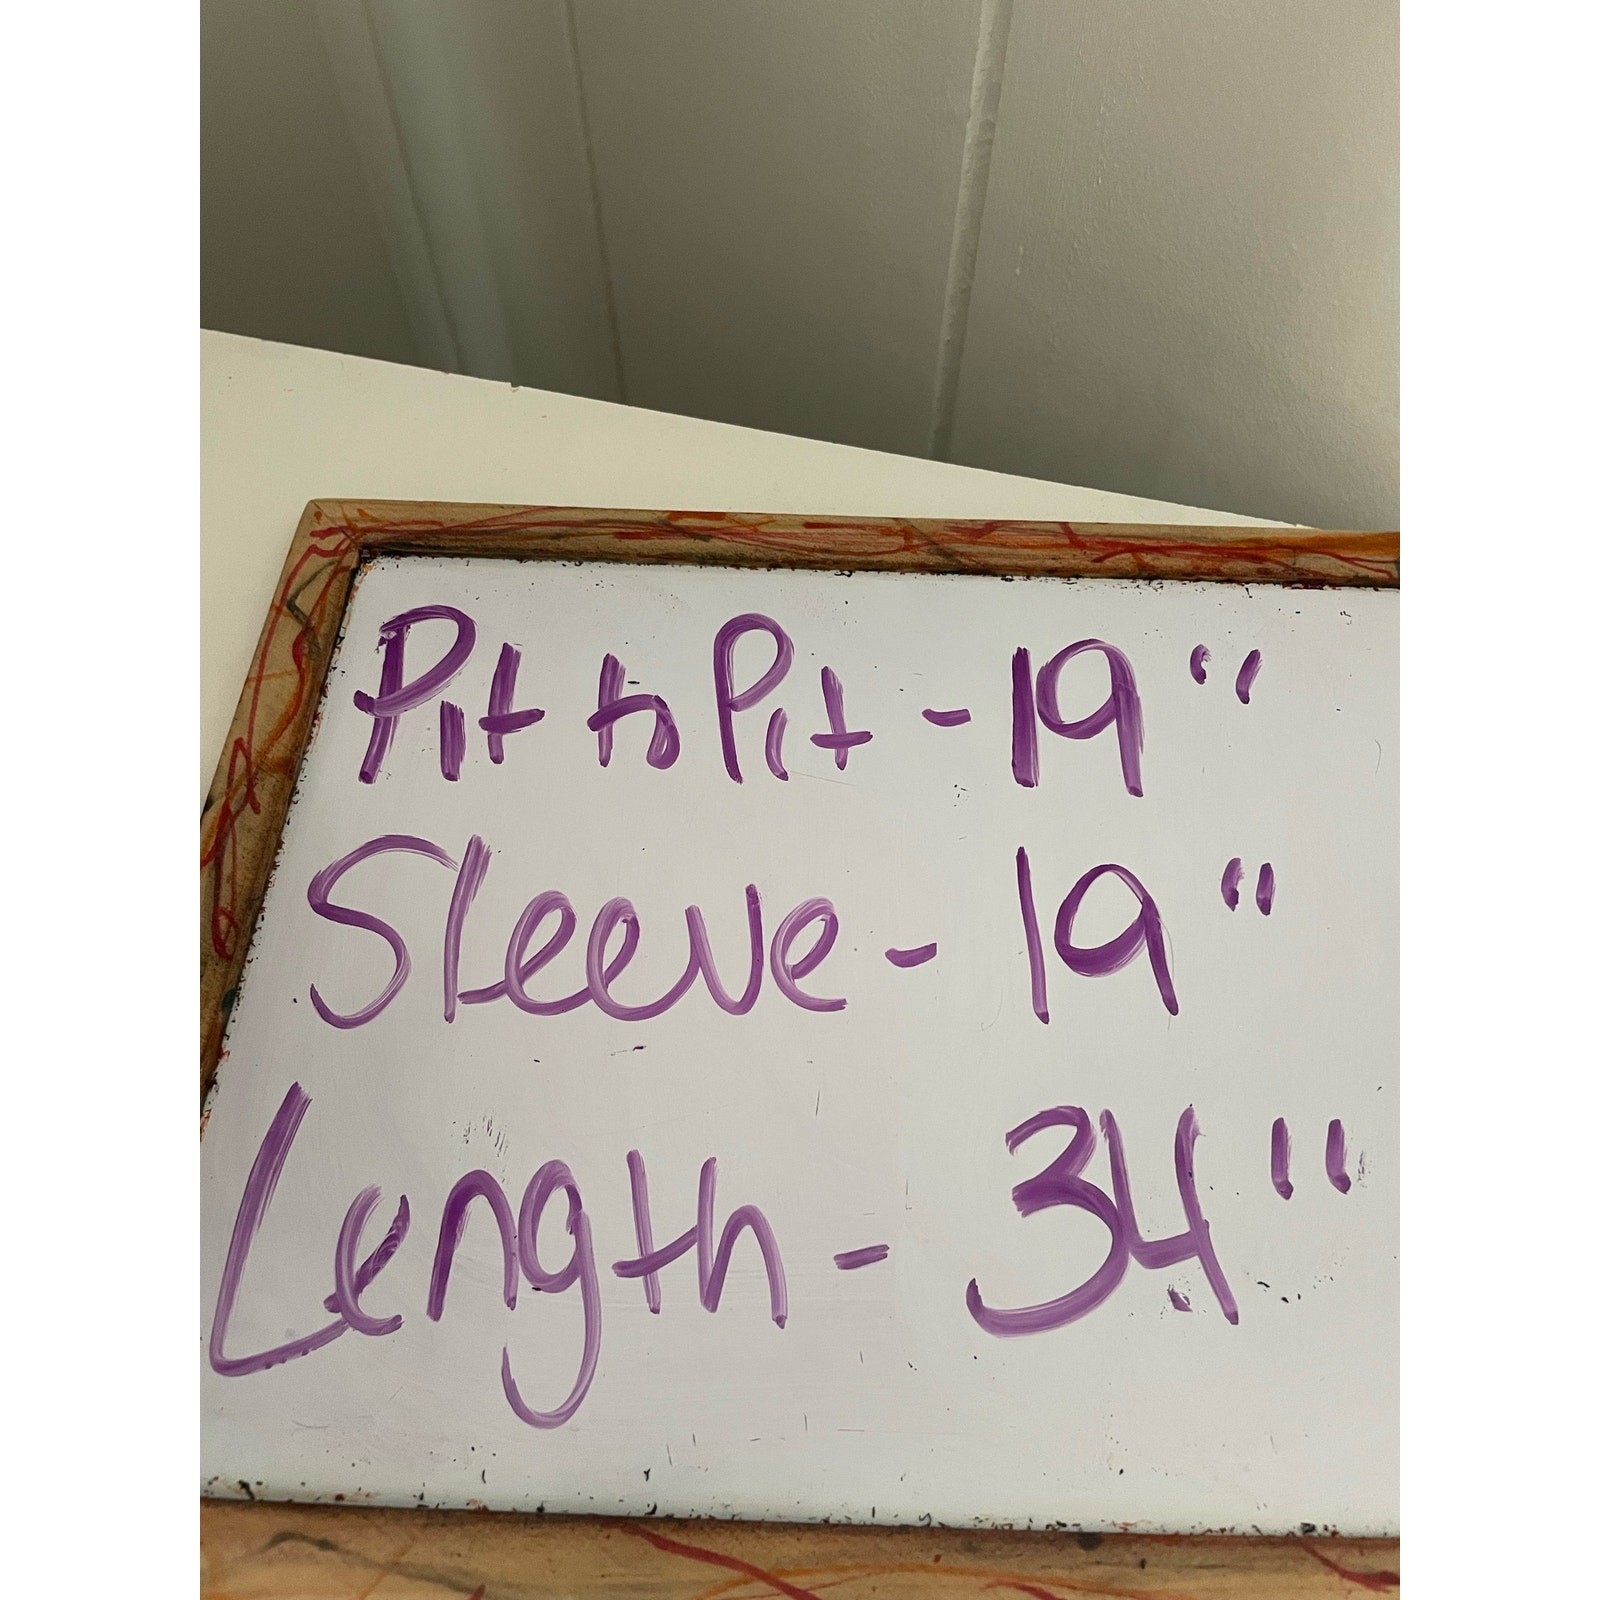 Pit to Pit - 19"
Sleeve - 19"
Length - 34"